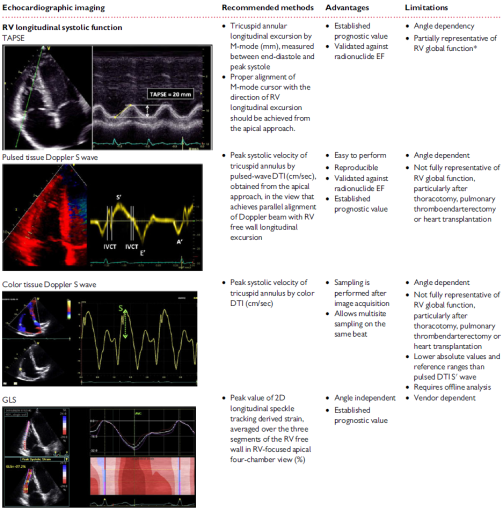 Echocardiographic imaging Recommended methods Advantages Limitations
RV longitudinal systolic function
TAPSE
TAPSE = 20 mm
• Tricuspid annular
longitudinal excursion by
M-mode (mm), measured
between end-diastole and
peak systole
• Proper alignment of
M-mode cursor with the
direction of RV
longitudinal excursion
should be achieved from
the apical approach.
• Established
prognostic value
• Validated against
radionuclide EF
• Angle dependency
• Partially representative of
RV global function*
Pulsed tissue Doppler S wave
S'
IVCT
IVCT
E'
A'
• Peak systolic velocity of
tricuspid annulus by
pulsed-wave DTI (cm/sec),
obtained from the apical
approach, in the view that
achieves parallel alignment
of Doppler beam with RV
free wall longitudinal
excursion
• Easy to perform
• Reproducible
• Validated against
radionuclide EF
• Established
prognostic value
• Angle dependent
• Not fully representative of
RV global function,
particularly after
thoracotomy, pulmonary
thromboendarterectomy
or heart transplantation
Color tissue Doppler S wave
S
• Peak systolic velocity of
tricuspid annulus by color
DTI (cm/sec)
• Sampling is
performed after
image acquisition
• Allows multisite
sampling on the
same beat
• Angle dependent
• Not fully representative of
RV global function,
particularly after
thoracotomy, pulmonary
thromboendarterectomy or
heart transplantation
• Lower absolute values and
reference ranges than
pulsed DTI S' wave
• Requires offline analysis
GLS
• Peak value of 2D
longitudinal speckle
tracking derived strain,
averaged over the three
segments of the RV free
wall in RV-focused apical
four-chamber view (%)
• Angle independent
• Established
prognostic value
• Vendor dependent